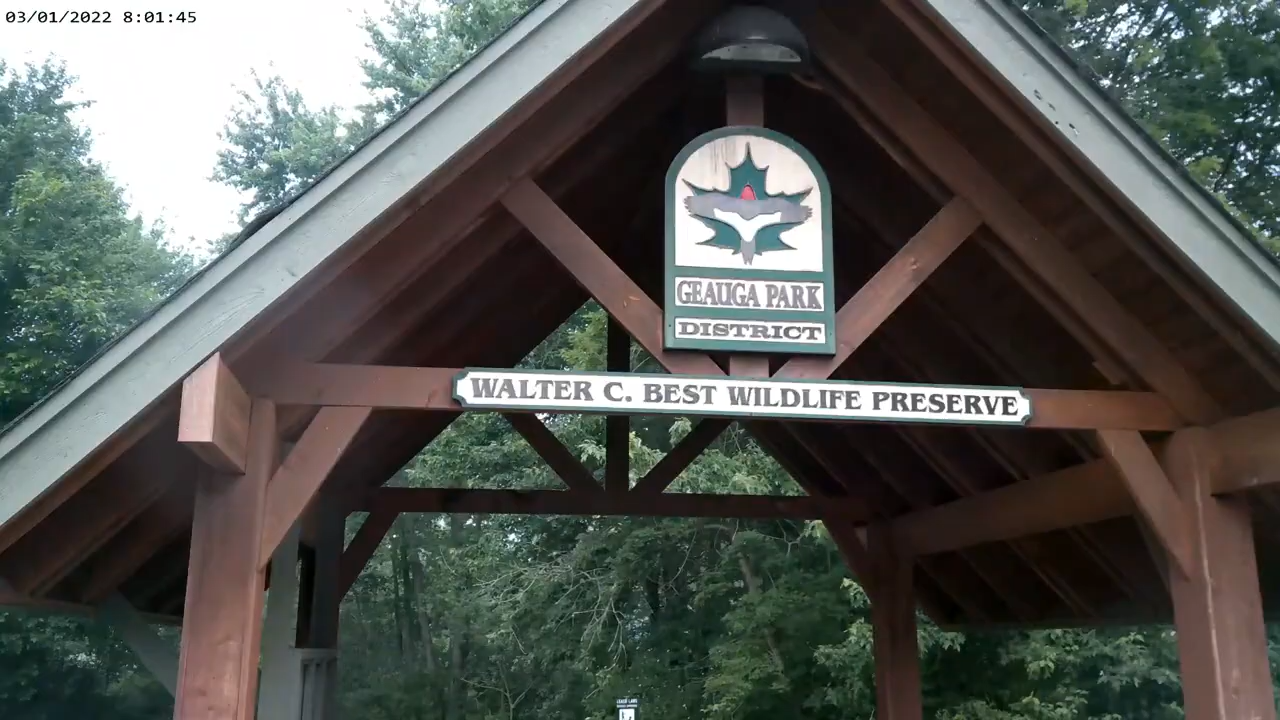 03/01/2022 8:01:45
GEAUGA PARK
DISTRICT
WALTER C. BEST WILDLIFE PRESERVE